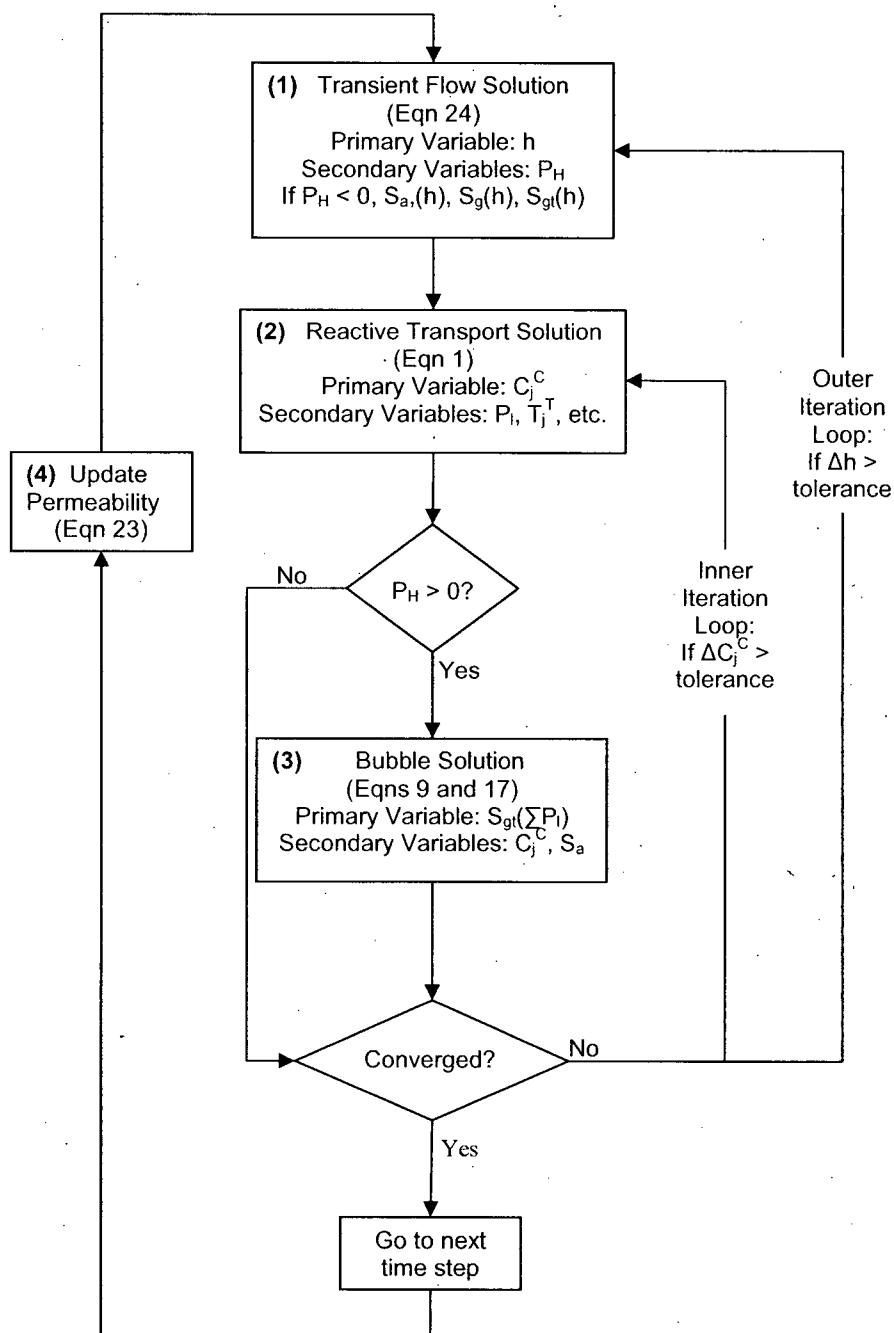 (1) Transient Flow Solution
(Eqn 24)
Primary Variable: h
Secondary Variables: P_H
If P_H < 0, S_a,(h), S_g(h), S_gt(h)
(2) Reactive Transport Solution
(Eqn 1)
Primary Variable: C_j^C
Secondary Variables: P_l, T_j^T, etc.
Outer
Iteration
Loop:
If Δh >
tolerance
(4) Update
Permeability
(Eqn 23)
No
P_H > 0?
Yes
Inner
Iteration
Loop:
If ΔC_j^C >
tolerance
(3) Bubble Solution
(Eqns 9 and 17)
Primary Variable: S_gt(∑P_l)
Secondary Variables: C_j^C, S_a
Converged?
No
Yes
Go to next
time step